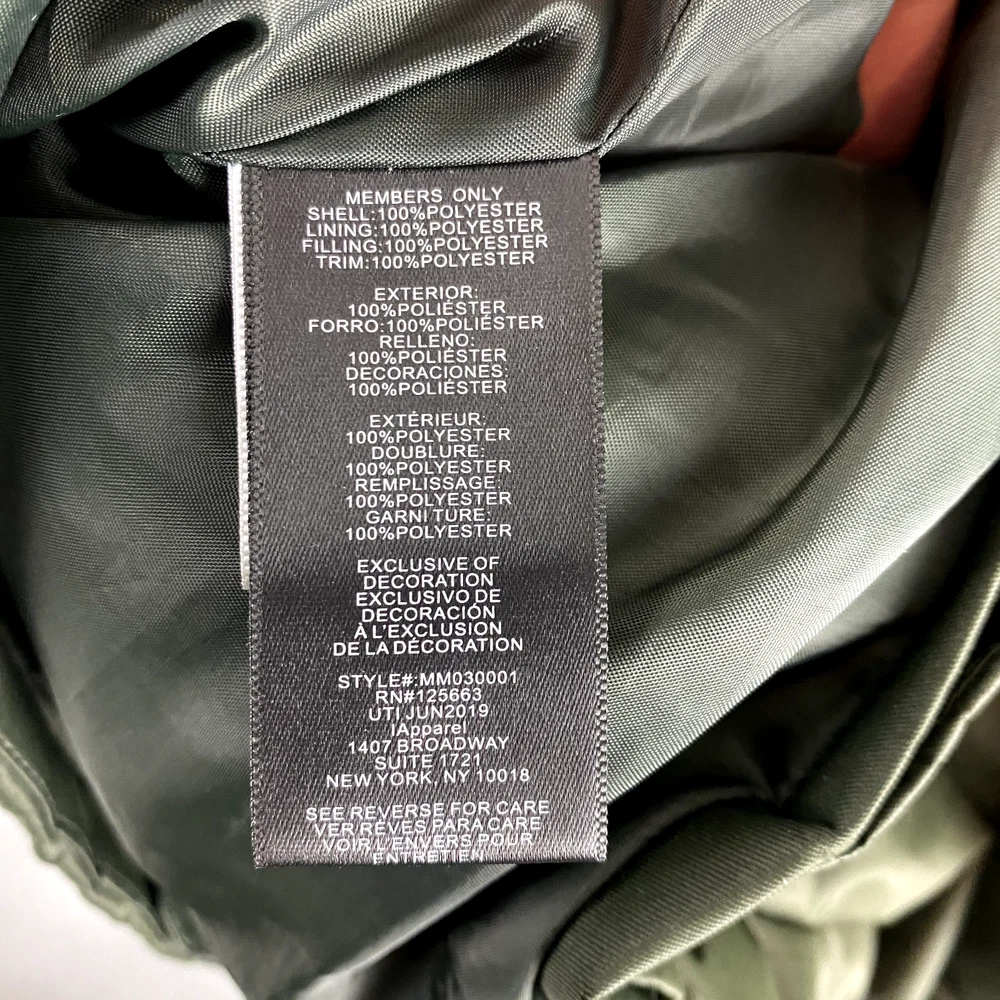 MEMBERS ONLY
SHELL:100%POLYESTER
LINING:100%POLYESTER
FILLING:100%POLYESTER
TRIM:100%POLYESTER
EXTERIOR:
100%POLIÉSTER
FORRO:100%POLIÉSTER
RELLENO:
100%POLIÉSTER
DECORACIONES:
100%POLIÉSTER
EXTÉRIEUR:
100%POLYESTER
DOUBLURE:
100%POLYESTER
REMPLISSAGE:
100%POLYESTER
GARNITURE:
100%POLYESTER
EXCLUSIVE OF
DECORATION
EXCLUSIVO DE
DECORACIÓN
À L'EXCLUSION
DE LA DÉCORATION
STYLE#:MM030001
RN#125663
UTI JUN2019
IApparel
1407 BROADWAY
SUITE 1721
NEW YORK, NY 10018
SEE REVERSE FOR CARE
VER REVES PARA CARE
VOIR L'ENVERS POUR
ENTRETIEN